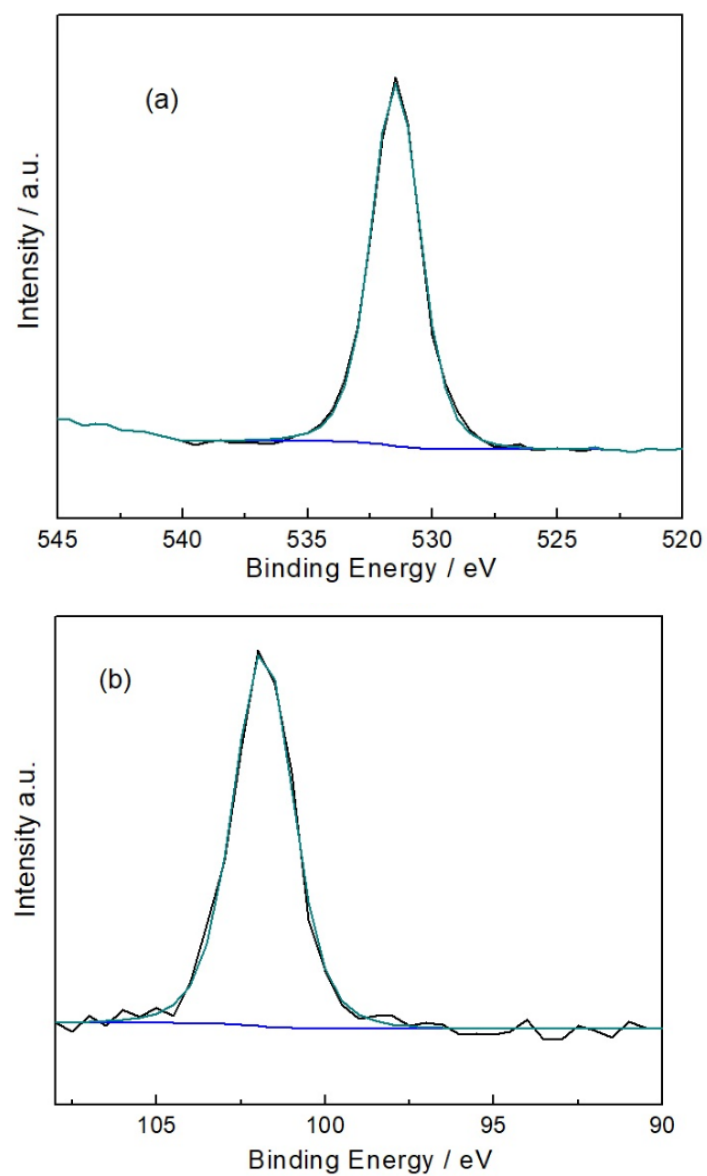 (a)
Intensity / a.u.
545 540 535 530 525 520
Binding Energy / eV
(b)
Intensity a.u.
105 100 95 90
Binding Energy / eV